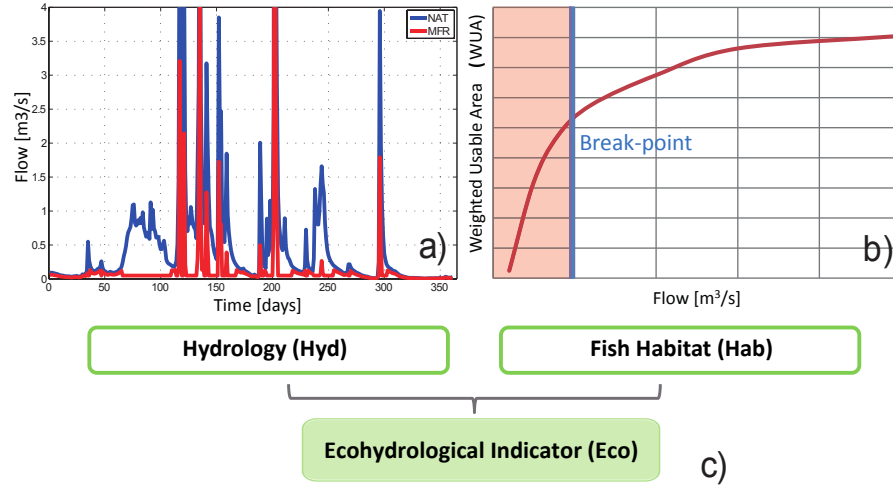 NAT
MFR
4
3.5
3
2.5
2
1.5
1
0.5
0
0 50 100 150 200 250 300 350
Flow [m3/s]
Time [days]
a)
Weighted Usable Area (WUA)
Break-point
b)
Flow [m³/s]
Hydrology (Hyd)
Fish Habitat (Hab)
Ecohydrological Indicator (Eco)
c)